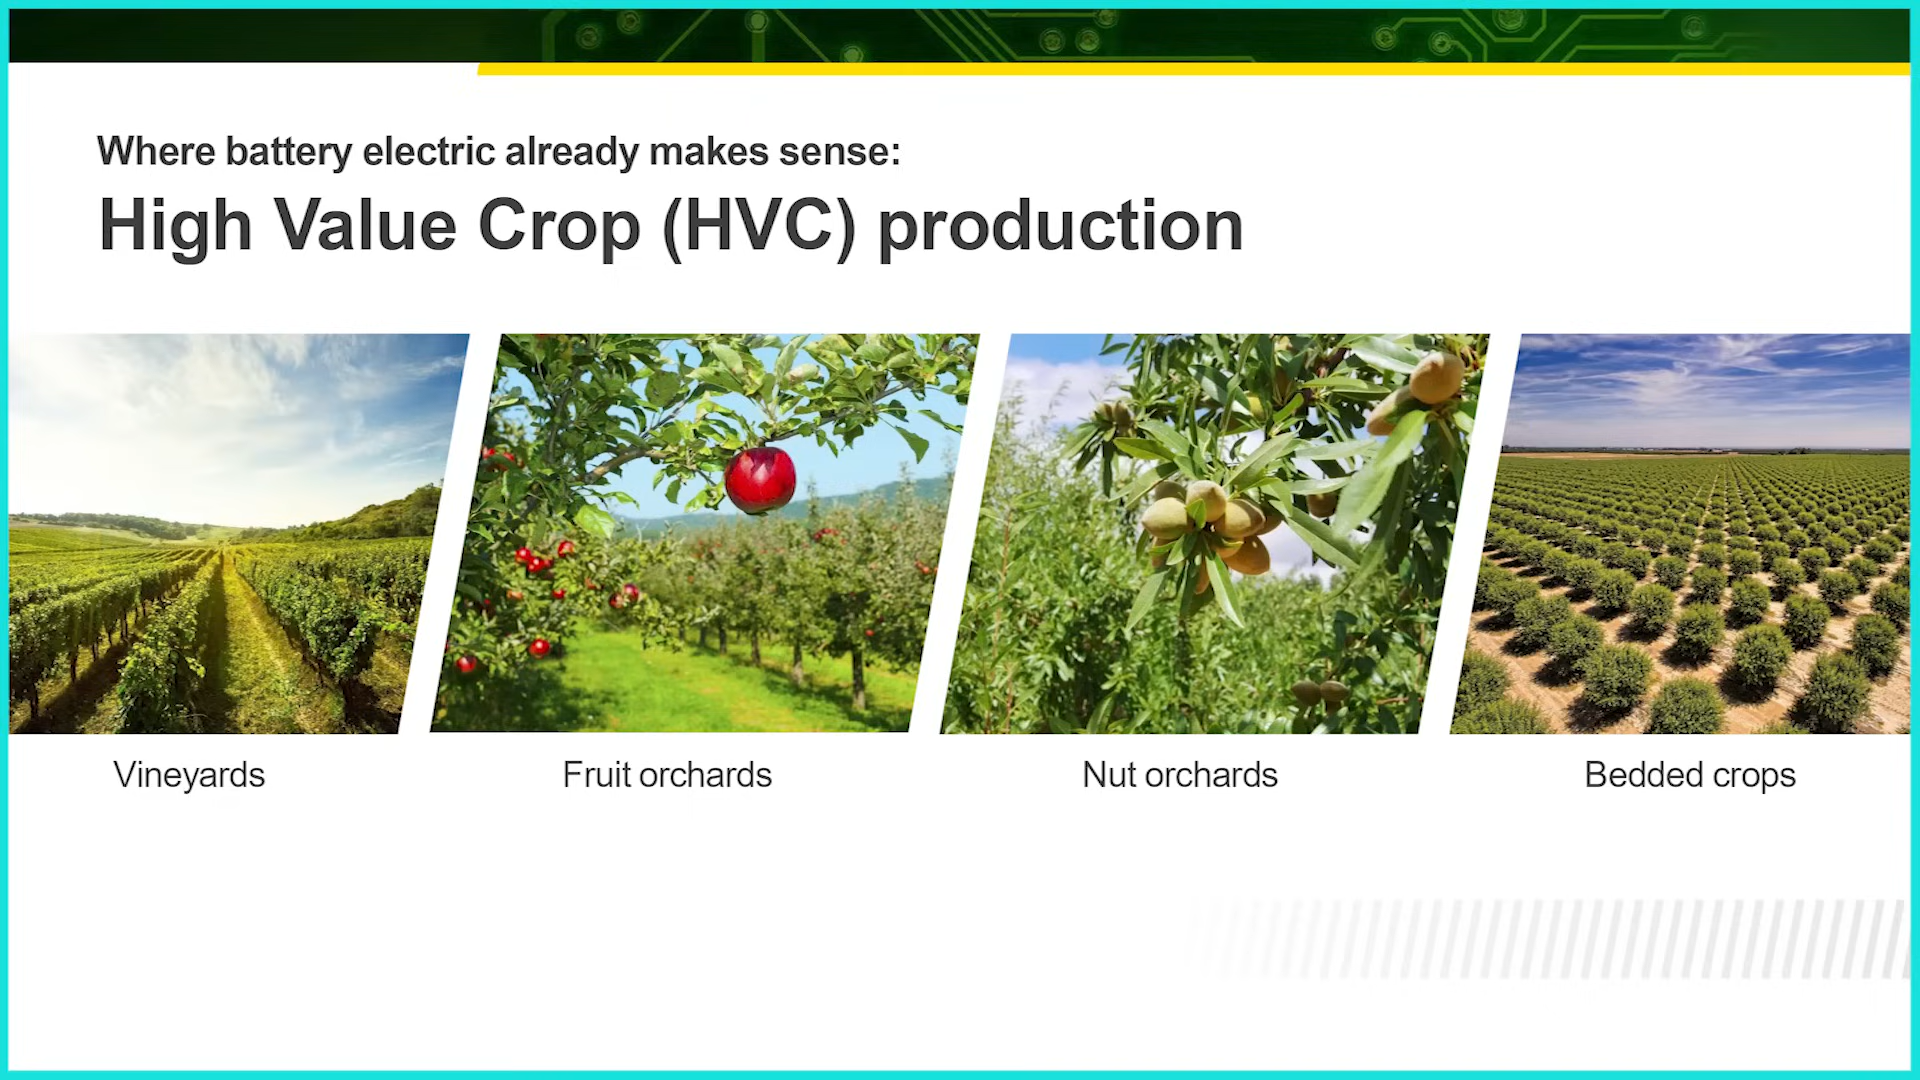 Where battery electric already makes sense:
High Value Crop (HVC) production
Vineyards
Fruit orchards
Nut orchards
Bedded crops